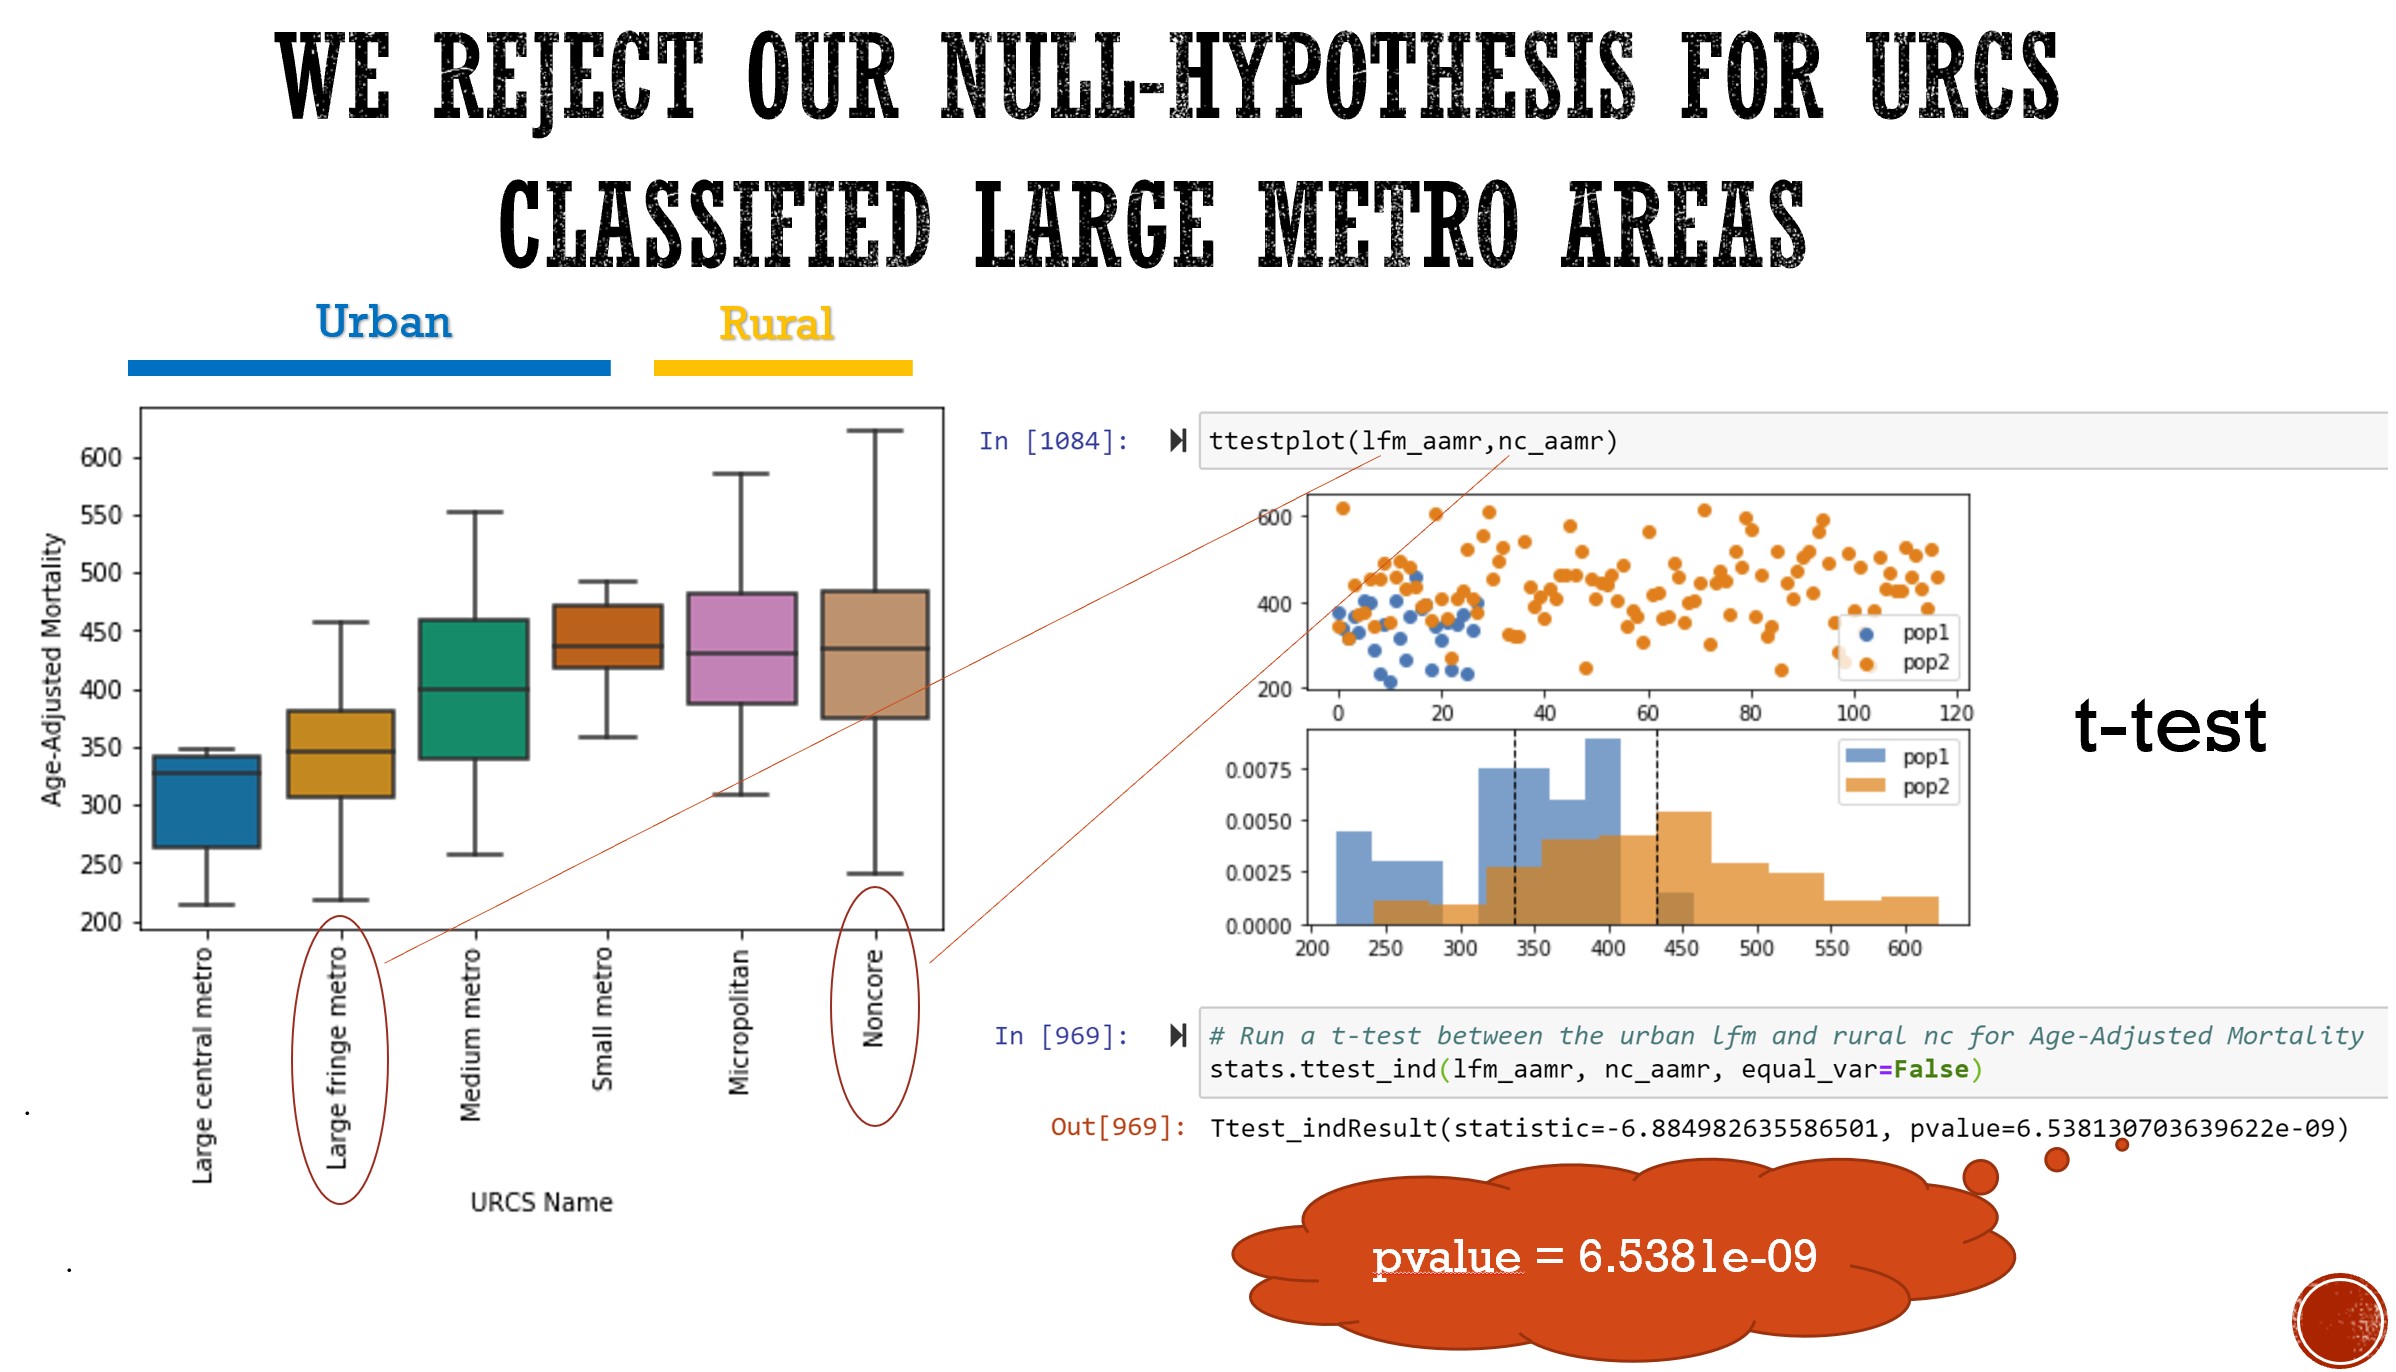 WE REJECT OUR NULL-HYPOTHESIS FOR URCS
CLASSIFIED LARGE METRO AREAS
Urban
Rural
Age-Adjusted Mortality
600
550
500
450
400
350
300
250
200
Large central metro
Large fringe metro
Medium metro
Small metro
Micropolitan
Noncore
URCS Name
In [1084]:
ttestplot(lfm_aamr,nc_aamr)
600
400
200
pop1
pop2
0 20 40 60 80 100 120
0.0075
0.0050
0.0025
0.0000
pop1
pop2
200 250 300 350 400 450 500 550 600
t-test
In [969]:
# Run a t-test between the urban lfm and rural nc for Age-Adjusted Mortality
stats.ttest_ind(lfm_aamr, nc_aamr, equal_var=False)
Out[969]: Ttest_indResult(statistic=-6.884982635586501, pvalue=6.538130703639622e-09)
pvalue = 6.5381e-09